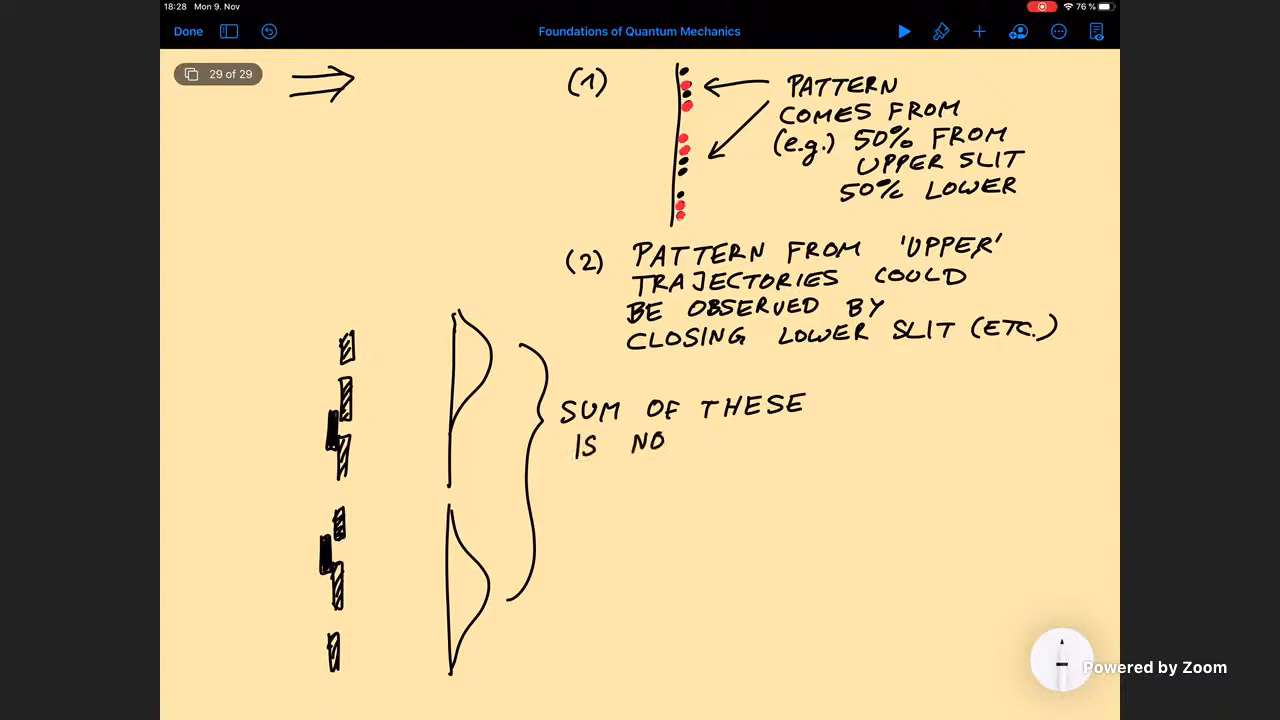 18:28 Mon 9. Nov
76 %
Done
Foundations of Quantum Mechanics
29 of 29
(1)
PATTERN
COMES FROM
(e.g.) 50% FROM
UPPER SLIT
50% LOWER
(2) PATTERN FROM 'UPPER'
TRAJECTORIES COULD
BE OBSERVED BY
CLOSING LOWER SLIT (ETC.)
SUM OF THESE
IS NO
Powered by Zoom